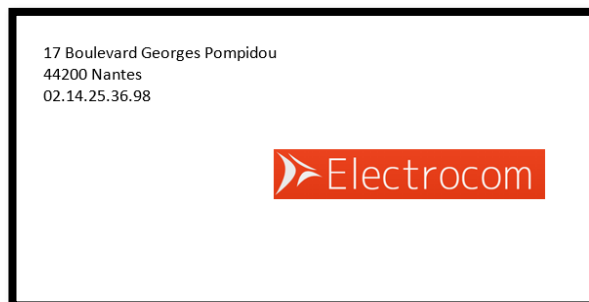 17 Boulevard Georges Pompidou
44200 Nantes
02.14.25.36.98
Electrocom